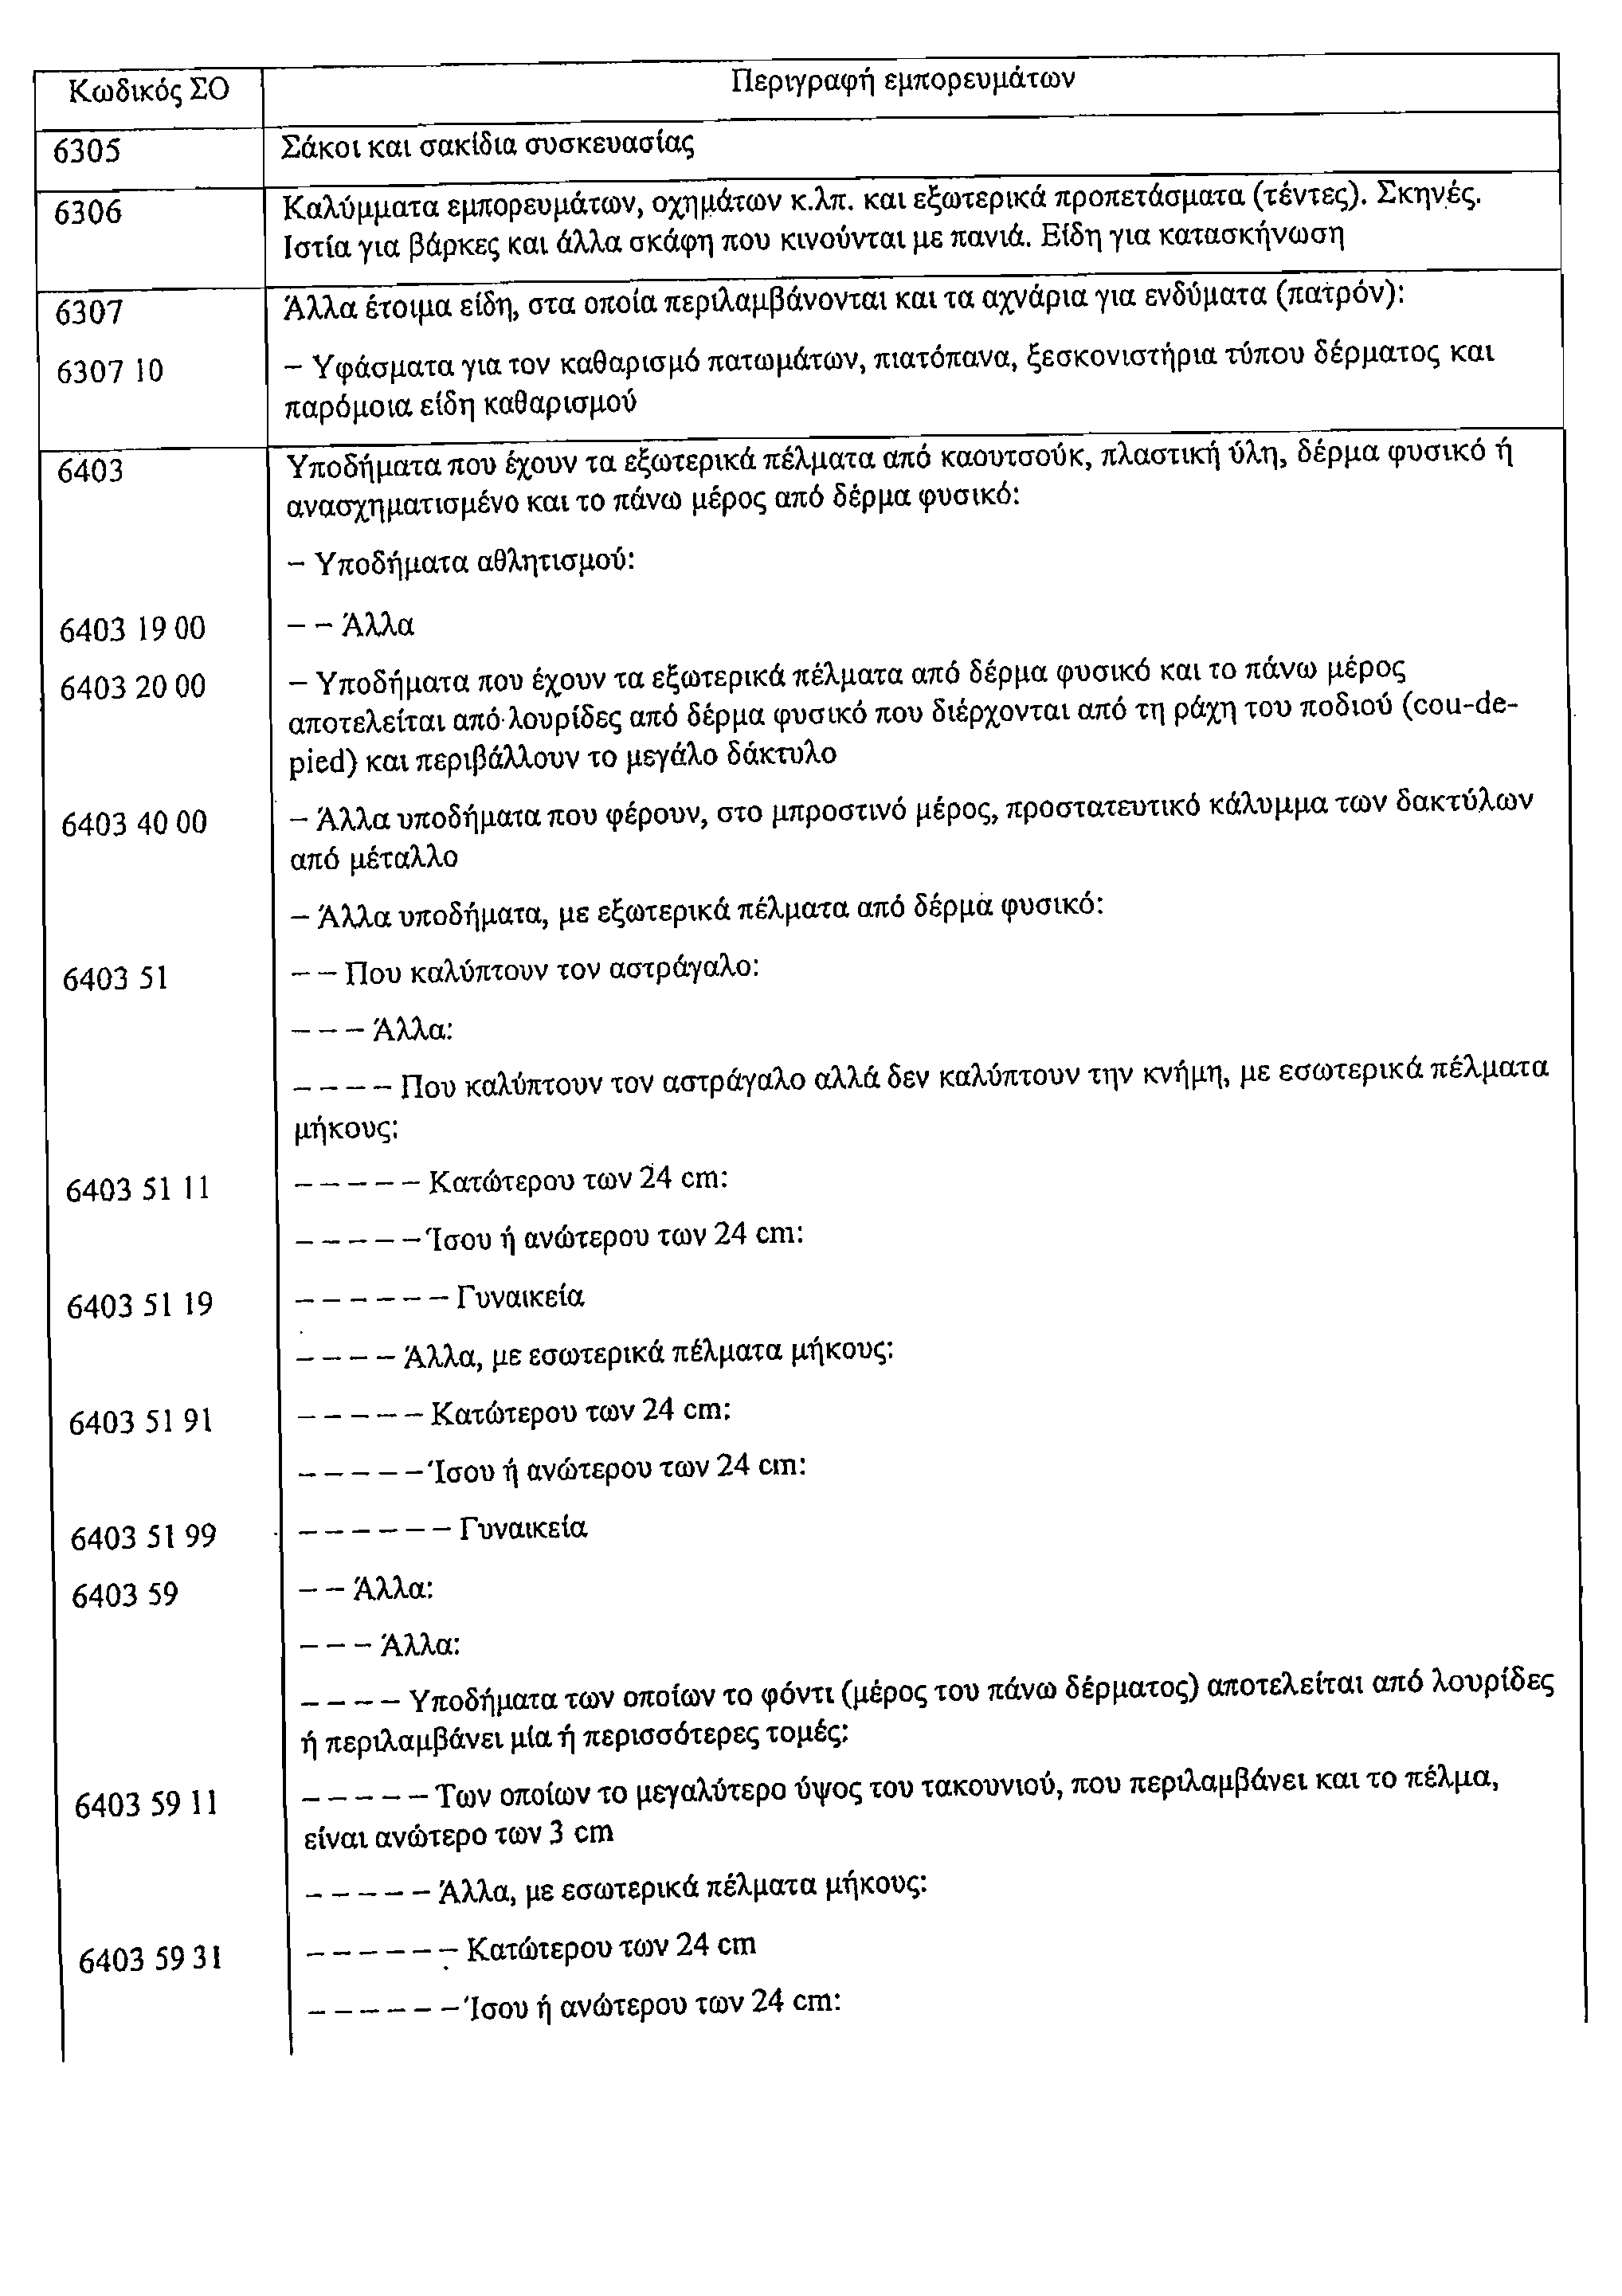 Κωδικός ΣΟ Περιγραφή εμπορευμάτων
6305 Σάκοι και σακίδια συσκευασίας
6306 Καλύμματα εμπορευμάτων, οχημάτων κ.λπ. και εξωτερικά προπετάσματα (τέντες). Σκηνές.
Ιστία για βάρκες και άλλα σκάφη που κινούνται με πανιά. Είδη για κατασκήνωση
6307 Άλλα έτοιμα είδη, στα οποία περιλαμβάνονται και τα αχνάρια για ενδύματα (πατρόν):
6307 10 – Υφάσματα για τον καθαρισμό πατωμάτων, πιατόπανα, ξεσκονιστήρια τύπου δέρματος και
παρόμοια είδη καθαρισμού
6403 Υποδήματα που έχουν τα εξωτερικά πέλματα από καουτσούκ, πλαστική ύλη, δέρμα φυσικό ή
ανασχηματισμένο και το πάνω μέρος από δέρμα φυσικό:
– Υποδήματα αθλητισμού:
6403 19 00 – – Άλλα
6403 20 00 – Υποδήματα που έχουν τα εξωτερικά πέλματα από δέρμα φυσικό και το πάνω μέρος
αποτελείται από λουρίδες από δέρμα φυσικό που διέρχονται από τη ράχη του ποδιού (cou-de-
pied) και περιβάλλουν το μεγάλο δάκτυλο
6403 40 00 – Άλλα υποδήματα που φέρουν, στο μπροστινό μέρος, προστατευτικό κάλυμμα των δακτύλων
από μέταλλο
– Άλλα υποδήματα, με εξωτερικά πέλματα από δέρμα φυσικό:
6403 51 – – Που καλύπτουν τον αστράγαλο:
– – – Άλλα:
– – – – Που καλύπτουν τον αστράγαλο αλλά δεν καλύπτουν την κνήμη, με εσωτερικά πέλματα
μήκους:
6403 51 11 – – – – – Κατώτερου των 24 cm:
– – – – – Ίσου ή ανώτερου των 24 cm:
6403 51 19 – – – – – – Γυναικεία
– – – – Άλλα, με εσωτερικά πέλματα μήκους:
6403 51 91 – – – – – Κατώτερου των 24 cm:
– – – – – Ίσου ή ανώτερου των 24 cm:
6403 51 99 – – – – – – Γυναικεία
6403 59 – – Άλλα:
– – – Άλλα:
– – – – Υποδήματα των οποίων το φόντι (μέρος του πάνω δέρματος) αποτελείται από λουρίδες
ή περιλαμβάνει μία ή περισσότερες τομές:
6403 59 11 – – – – – Των οποίων το μεγαλύτερο ύψος του τακουνιού, που περιλαμβάνει και το πέλμα,
είναι ανώτερο των 3 cm
– – – – – Άλλα, με εσωτερικά πέλματα μήκους:
6403 59 31 – – – – – – Κατώτερου των 24 cm
– – – – – – Ίσου ή ανώτερου των 24 cm: